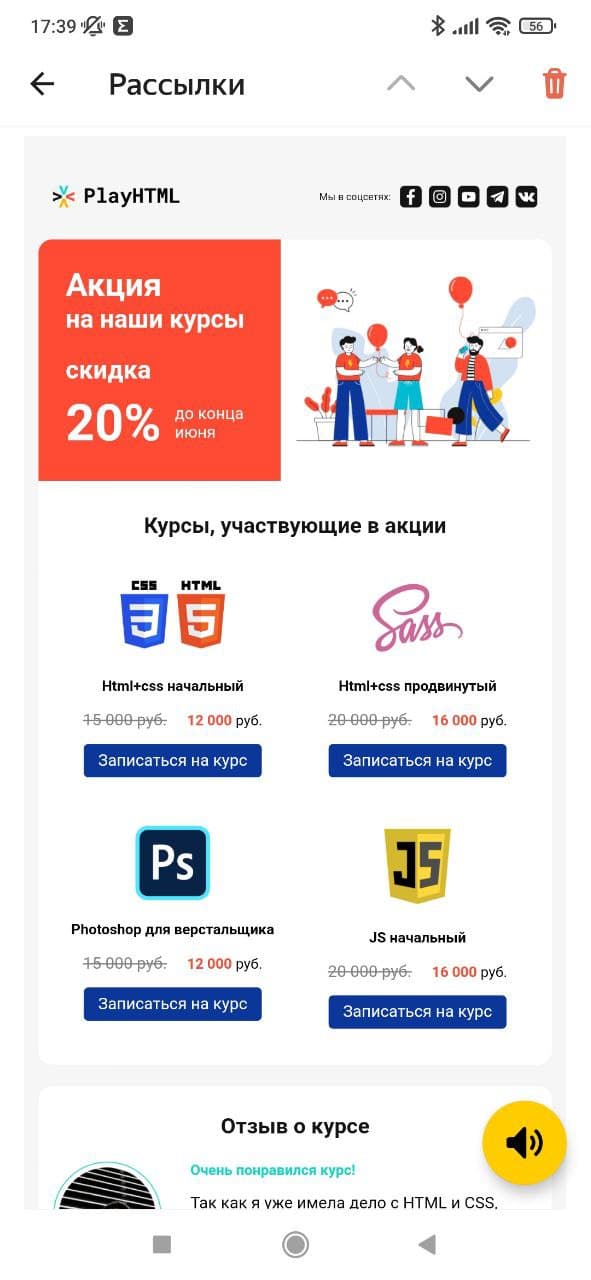 17:39
56
Рассылки
PlayHTML
Мы в соцсетях:
Акция
на наши курсы
скидка
20% до конца
июня
Курсы, участвующие в акции
CSS HTML
3 5
Sass
Html+css начальный
Html+css продвинутый
15 000 руб. 12 000 руб.
20 000 руб. 16 000 руб.
Записаться на курс
Записаться на курс
Ps
JS
Photoshop для верстальщика
JS начальный
15 000 руб. 12 000 руб.
20 000 руб. 16 000 руб.
Записаться на курс
Записаться на курс
Отзыв о курсе
Очень понравился курс!
Так как я уже имела дело с HTML и CSS,